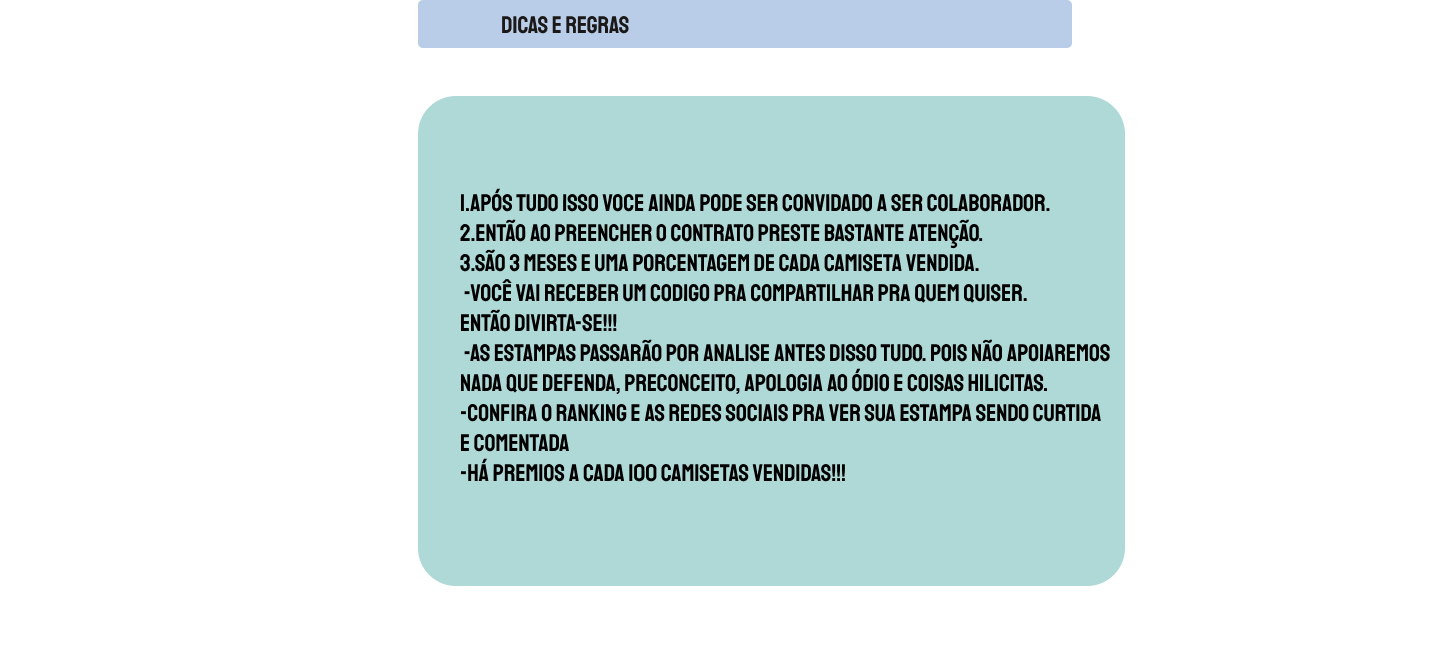 DICAS E REGRAS
1.APÓS TUDO ISSO VOCE AINDA PODE SER CONVIDADO A SER COLABORADOR.
2.ENTÃO AO PREENCHER O CONTRATO PRESTE BASTANTE ATENÇÃO.
3.SÃO 3 MESES E UMA PORCENTAGEM DE CADA CAMISETA VENDIDA.
-VOCÊ VAI RECEBER UM CODIGO PRA COMPARTILHAR PRA QUEM QUISER.
ENTÃO DIVIRTA-SE!!!
-AS ESTAMPAS PASSARÃO POR ANALISE ANTES DISSO TUDO. POIS NÃO APOIAREMOS
NADA QUE DEFENDA, PRECONCEITO, APOLOGIA AO ÓDIO E COISAS HILICITAS.
-CONFIRA O RANKING E AS REDES SOCIAIS PRA VER SUA ESTAMPA SENDO CURTIDA
E COMENTADA
-HÁ PREMIOS A CADA 100 CAMISETAS VENDIDAS!!!